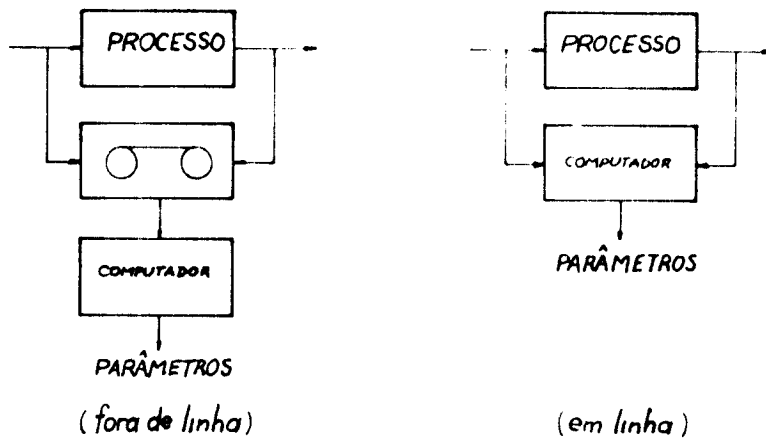 PROCESSO
COMPUTADOR
PARÂMETROS
(fora de linha)
PROCESSO
COMPUTADOR
PARÂMETROS
(em linha)